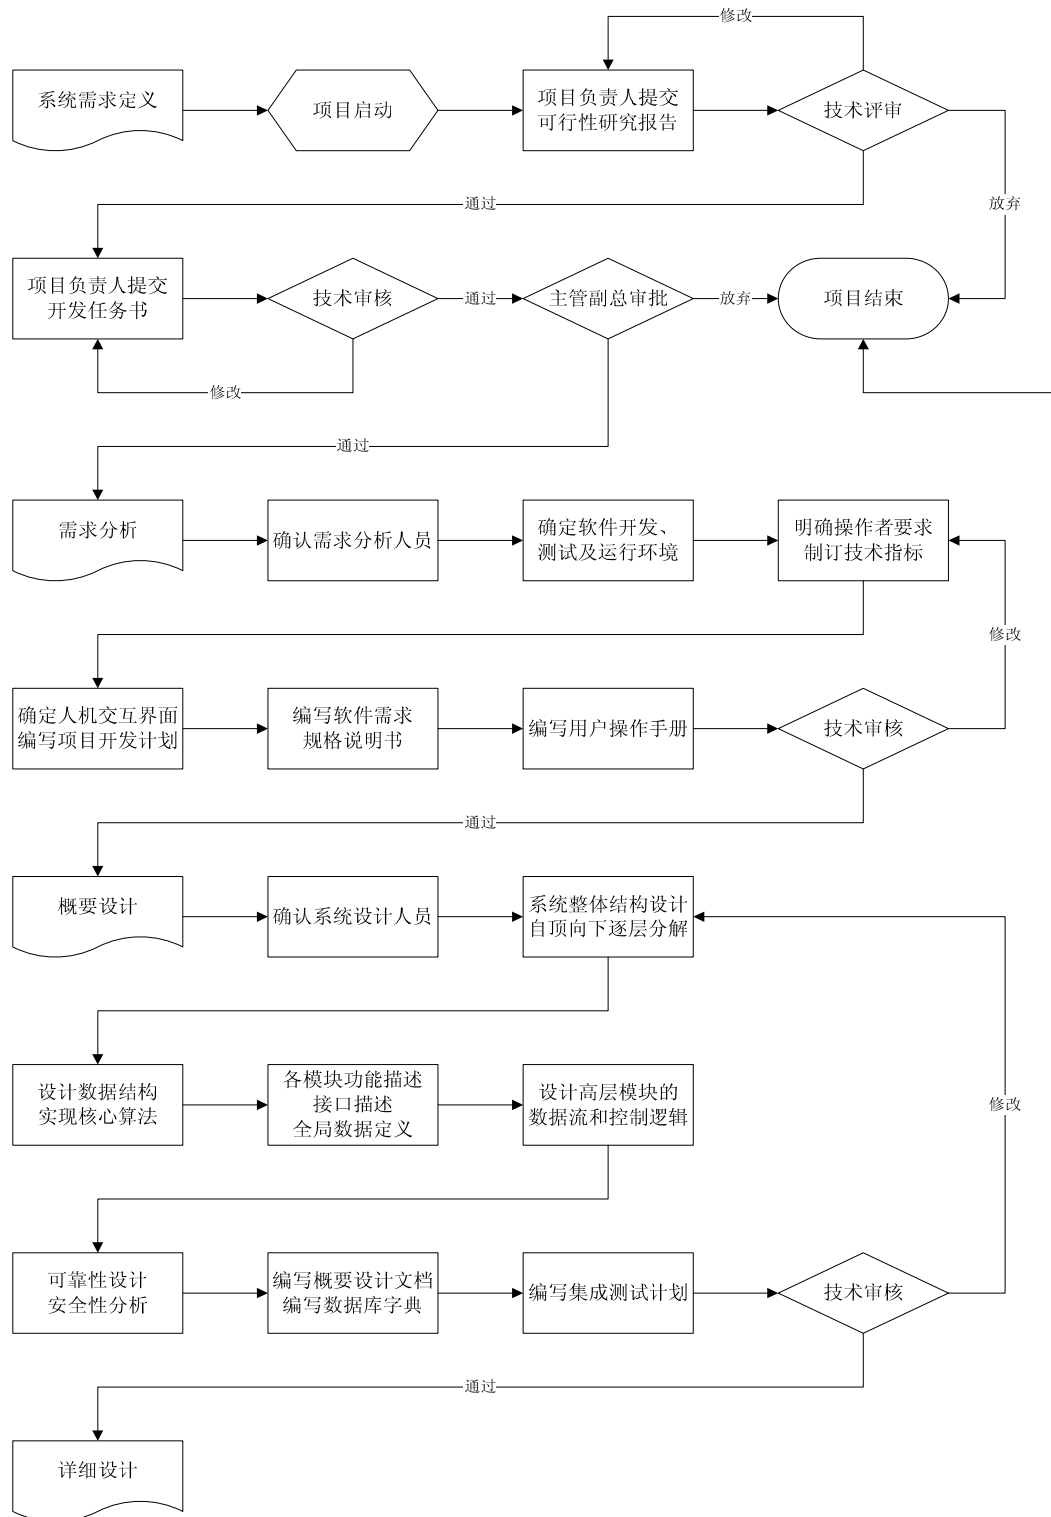 修改
系统需求定义
项目启动
项目负责人提交
可行性研究报告
技术评审
通过
放弃
项目负责人提交
开发任务书
技术审核
通过
主管副总审批
放弃
项目结束
修改
通过
需求分析
确认需求分析人员
确定软件开发、
测试及运行环境
明确操作者要求
制订技术指标
修改
确定人机交互界面
编写项目开发计划
编写软件需求
规格说明书
编写用户操作手册
技术审核
通过
概要设计
确认系统设计人员
系统整体结构设计
自顶向下逐层分解
设计数据结构
实现核心算法
各模块功能描述
接口描述
全局数据定义
设计高层模块的
数据流和控制逻辑
修改
可靠性设计
安全性分析
编写概要设计文档
编写数据库字典
编写集成测试计划
技术审核
通过
详细设计